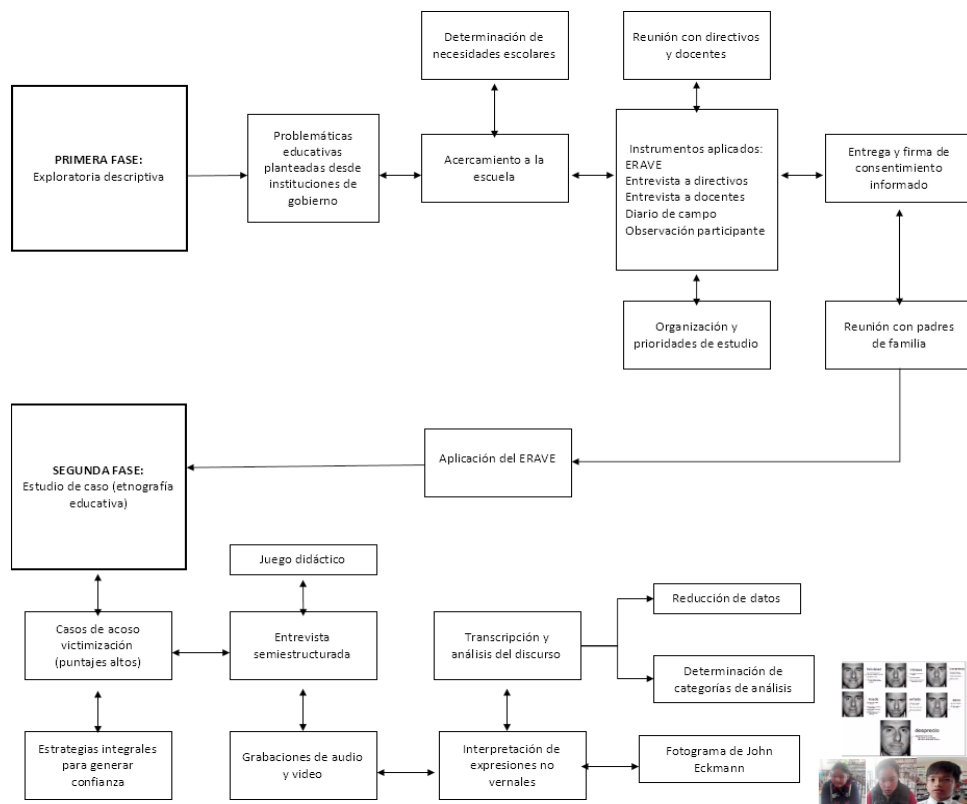 Determinación de
necesidades escolares
Reunión con directivos
y docentes
PRIMERA FASE:
Exploratoria descriptiva
Problemáticas
educativas
planteadas desde
instituciones de
gobierno
Acercamiento a la
escuela
Instrumentos aplicados:
ERAVE
Entrevista a directivos
Entrevista a docentes
Diario de campo
Observación participante
Entrega y firma de
consentimiento
informado
Organización y
prioridades de estudio
Reunión con padres
de familia
SEGUNDA FASE:
Estudio de caso (etnografía
educativa)
Aplicación del ERAVE
Juego didáctico
Casos de acoso
victimización
(puntajes altos)
Entrevista
semiestructurada
Transcripción y
análisis del discurso
Reducción de datos
Determinación de
categorías de análisis
Estrategias integrales
para generar
confianza
Grabaciones de audio
y video
Interpretación de
expresiones no
vernales
Fotograma de John
Eckmann
desprecio